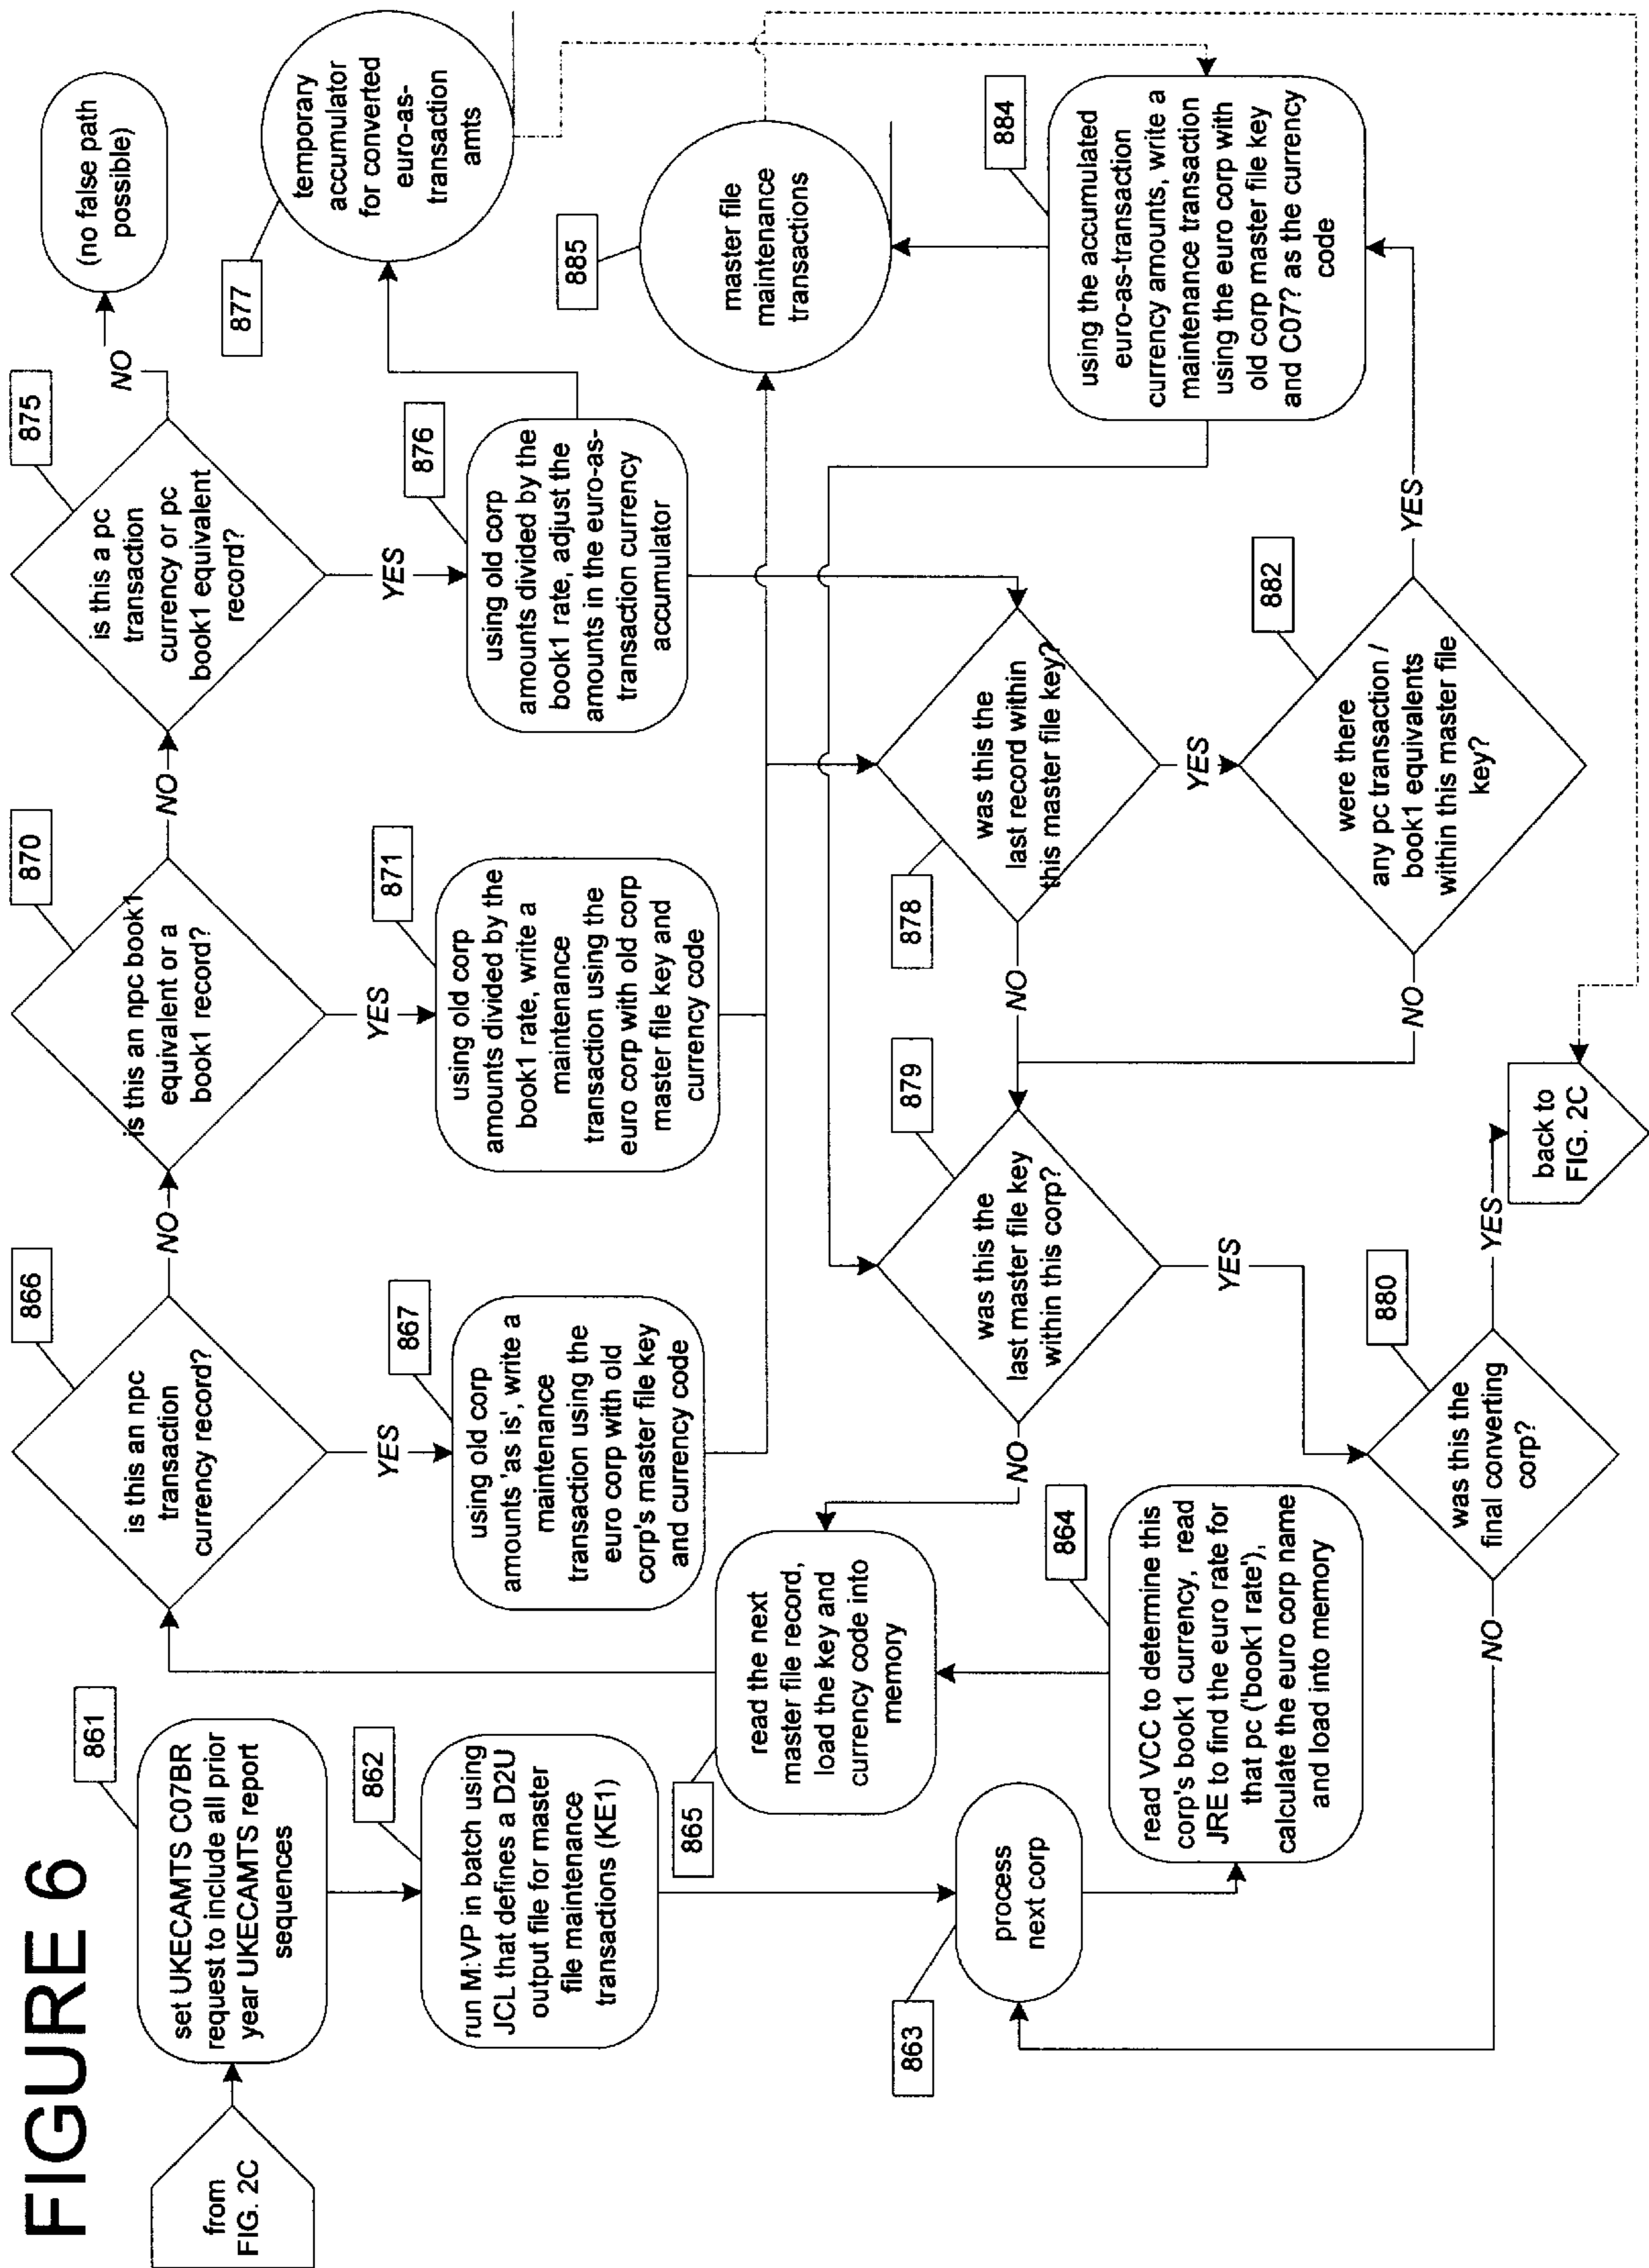 FIGURE 6
from
FIG. 2C
861
set UKECAMTS C07BR
request to include all prior
year UKECAMTS report
sequences
862
run M:VP in batch using
JCL that defines a D2U
output file for master
file maintenance
transactions (KE1)
863
process
next corp
864
read VCC to determine this
corp's book1 currency, read
JRE to find the euro rate for
that pc ('book1 rate'),
calculate the euro corp name
and load into memory
865
read the next
master file record,
load the key and
currency code into
memory
866
is this an npc
transaction
currency record?
NO
YES
867
using old corp
amounts 'as is', write a
maintenance
transaction using the
euro corp with old
corp's master file key
and currency code
870
is this an npc book1
equivalent or a
book1 record?
NO
YES
871
using old corp
amounts divided by the
book1 rate, write a
maintenance
transaction using the
euro corp with old corp
master file key and
currency code
875
is this a pc
transaction
currency or pc
book1 equivalent
record?
NO
(no false path
possible)
YES
876
using old corp
amounts divided by the
book1 rate, adjust the
amounts in the euro-as-
transaction currency
accumulator
877
temporary
accumulator
for converted
euro-as-
transaction
amts
878
was this the
last record within
this master file key?
NO
YES
879
was this the
last master file key
within this corp?
NO
YES
880
was this the
final converting
corp?
NO
YES
back to
FIG. 2C
882
were there
any pc transaction /
book1 equivalents
within this master file
key?
NO
YES
884
using the accumulated
euro-as-transaction
currency amounts, write a
maintenance transaction
using the euro corp with
old corp master file key
and C07? as the currency
code
885
master file
maintenance
transactions